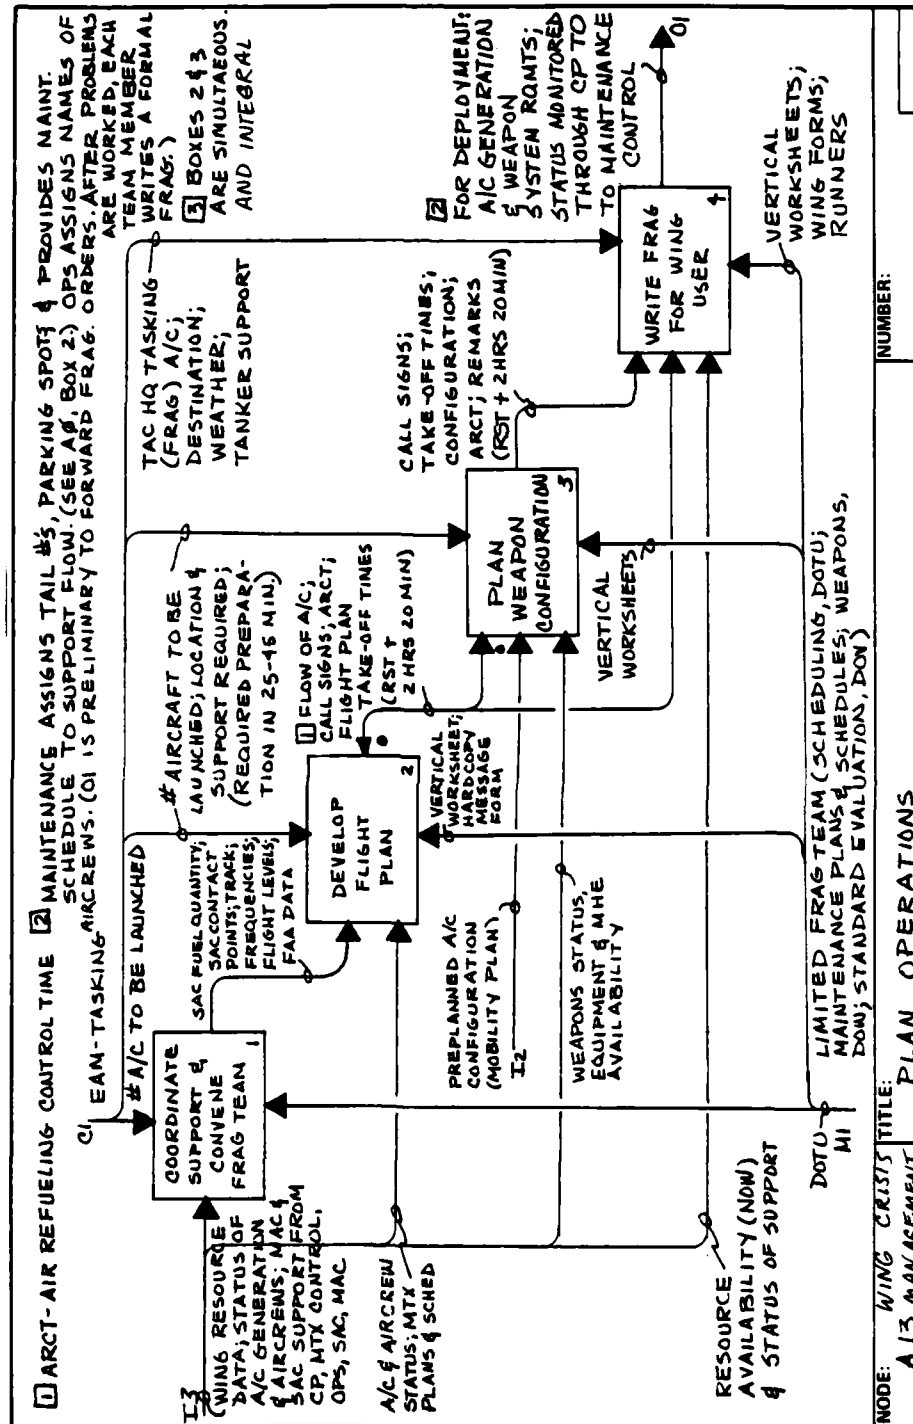 [1] ARCT-AIR REFUELING CONTROL TIME
[2] MAINTENANCE ASSIGNS TAIL #'S, PARKING SPOTS & PROVIDES MAINT.
SCHEDULE TO SUPPORT FLOW. (SEE AØ, BOX 2.) OPS ASSIGNS NAMES OF
AIRCREWS. (O1 IS PRELIMINARY TO FORWARD FRAG. ORDERS. AFTER PROBLEMS
ARE WORKED, EACH
TEAM MEMBER
WRITES A FORMAL
FRAG.)
[3] BOXES 2 & 3
ARE SIMULTAEOUS.
AND INTEGRAL
C1
EAM-TASKING
# A/C TO BE LAUNCHED
# AIRCRAFT TO BE
LAUNCHED; LOCATION &
SUPPORT REQUIRED;
(REQUIRED PREPARA-
TION IN 25-45 MIN.)
TAC HQ TASKING
(FRAG) A/C;
DESTINATION;
WEATHER;
TANKER SUPPORT
COORDINATE
SUPPORT &
CONVENE
FRAG TEAN
1
SAC FUEL QUANTITY;
SAC CONTACT
POINTS; TRACK;
FREQUENCIES;
FLIGHT LEVELS;
FAA DATA
DEVELOP
FLIGHT
PLAN
2
[1] FLOW OF A/C;
CALL SIGNS; ARCT;
FLIGHT PLAN
TAKE-OFF TIMES
(RST +
2 HRS 20 MIN)
PLAN
WEAPON
CONFIGURATION
3
CALL SIGNS;
TAKE-OFF TIMES;
CONFIGURATION;
ARCT; REMARKS
(RST + 2HRS 20MIN)
WRITE FRAG
FOR WING
USER
4
[2]
FOR DEPLOYMENT:
A/C GENERATION
& WEAPON
SYSTEM RQMTS;
STATUS MONITORED
THROUGH CP TO
TO MAINTENANCE
CONTROL
O1
I3
(WING RESOURCE
DATA; STATUS OF
A/C GENERATION
& AIRCREWS; MAC &
SAC SUPPORT FROM
CP, MTX CONTROL,
OPS, SAC, MAC
A/C & AIRCREW
STATUS; MTX
PLANS & SCHED
PREPLANNED A/C
CONFIGURATION
(MOBILITY PLAN)
I2
VERTICAL
WORKSHEET;
HARDCOPY
MESSAGE
FORM
WEAPONS STATUS,
EQUIPMENT & MHE
AVAILABILITY
VERTICAL
WORKSHEETS
VERTICAL
WORKSHEETS;
WING FORMS;
RUNNERS
RESOURCE
AVAILABILITY (NOW)
& STATUS OF SUPPORT
DOTU
M1
LIMITED FRAG TEAM (SCHEDULING, DOTU;
MAINTENANCE PLANS & SCHEDULES; WEAPONS,
DOW; STANDARD EVALUATION, DOV)
NODE: WING CRISIS
A 13 MANAGEMENT
TITLE:
PLAN OPERATIONS
NUMBER: